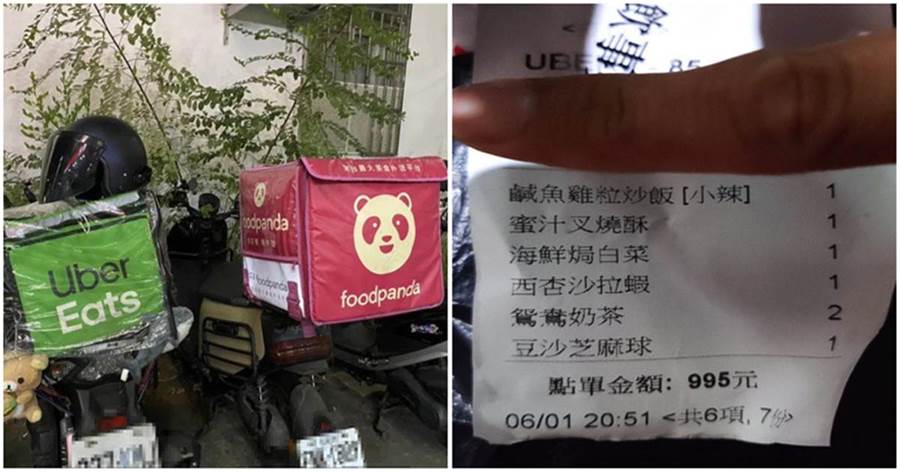 Uber
Eats
foodpanda
foodpanda
foodpanda
飲
UBE
鹹魚雞粒炒飯 [小辣] 1
蜜汁叉燒酥 1
海鮮焗白菜 1
西杏沙拉蝦 1
鴛鴦奶茶 2
豆沙芝麻球 1
點單金額: 995元
06/01 20:51 <共6項, 7份>